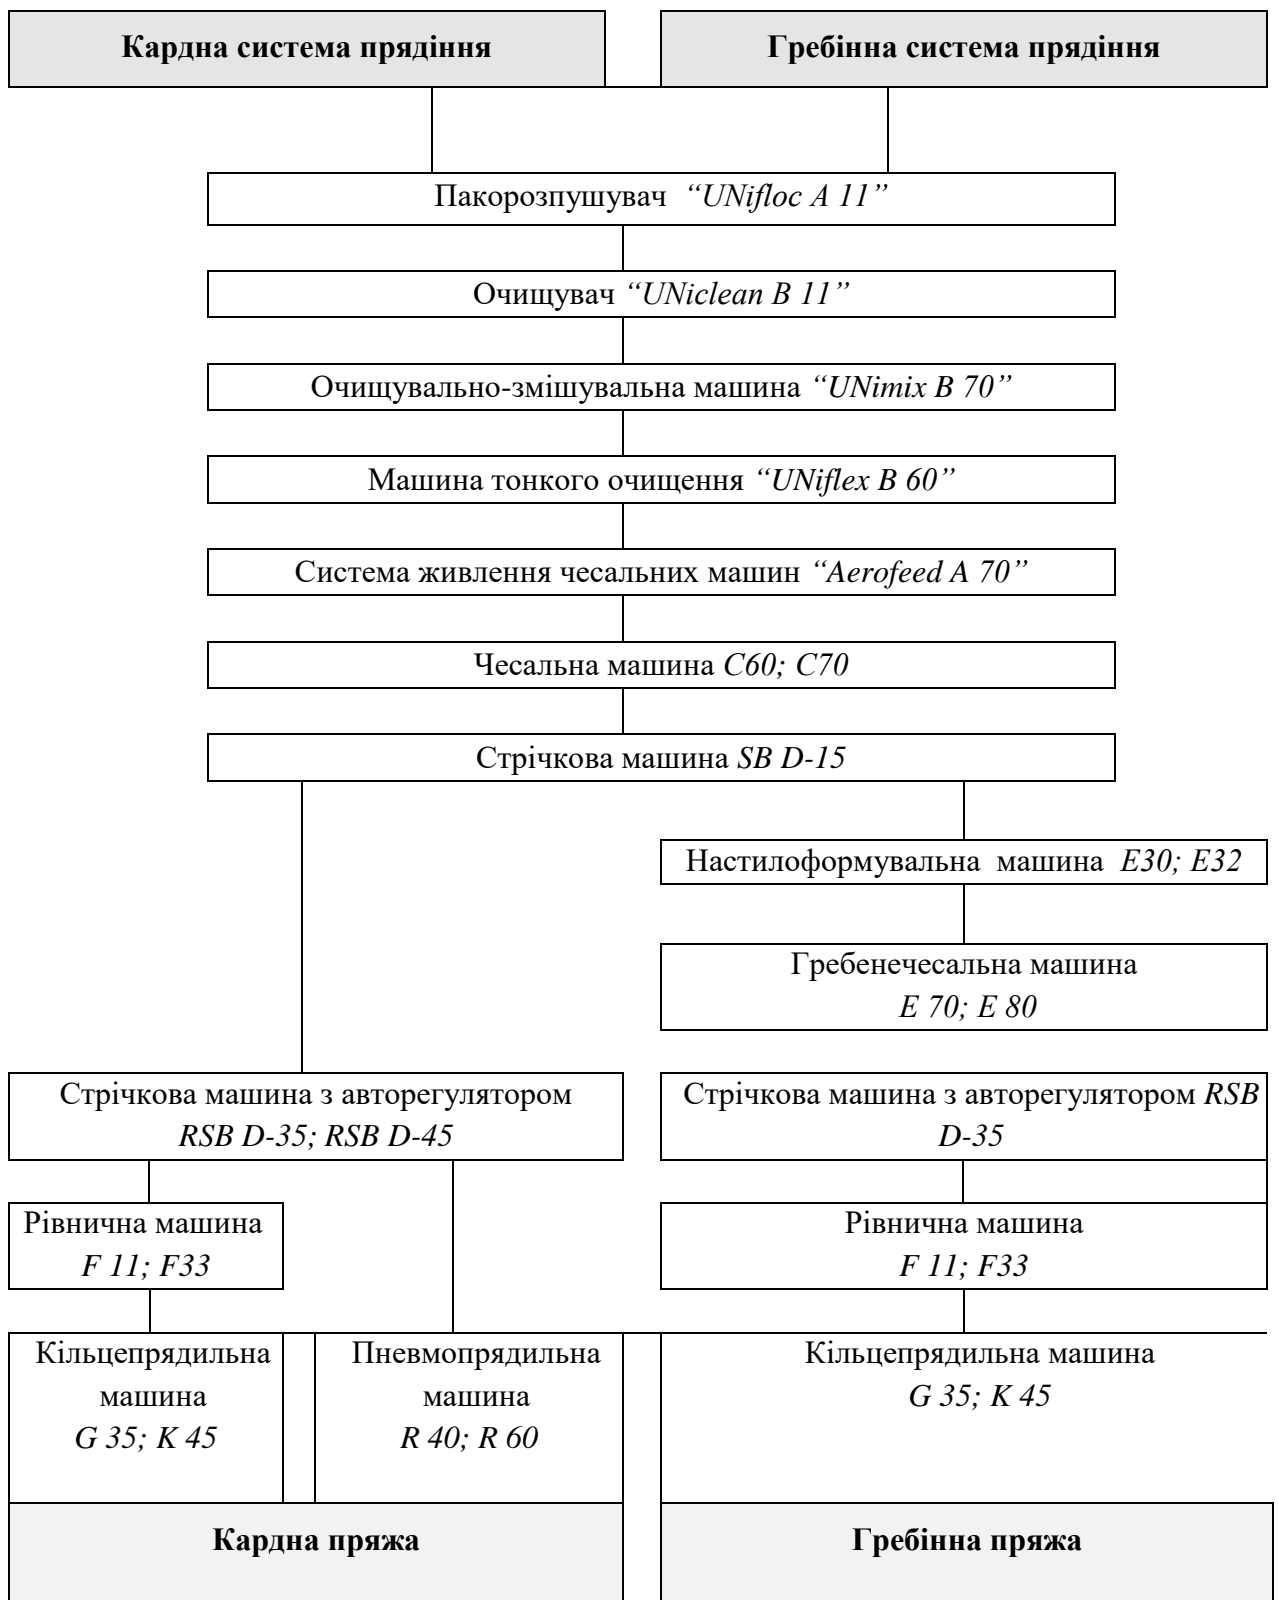 Кардна система прядіння
Гребінна система прядіння
Пакорозпушувач “UNifloc A 11”
Очищувач “UNiclean B 11”
Очищувально-змішувальна машина “UNimix B 70”
Машина тонкого очищення “UNiflex B 60”
Система живлення чесальних машин “Aerofeed A 70”
Чесальна машина C60; C70
Стрічкова машина SB D-15
Настилоформувальна машина E30; E32
Гребенечесальна машина
E 70; E 80
Стрічкова машина з авторегулятором
RSB D-35; RSB D-45
Стрічкова машина з авторегулятором RSB
D-35
Рівнична машина
F 11; F33
Рівнична машина
F 11; F33
Кільцепрядильна
машина
G 35; K 45
Пневмопрядильна
машина
R 40; R 60
Кільцепрядильна машина
G 35; K 45
Кардна пряжа
Гребінна пряжа